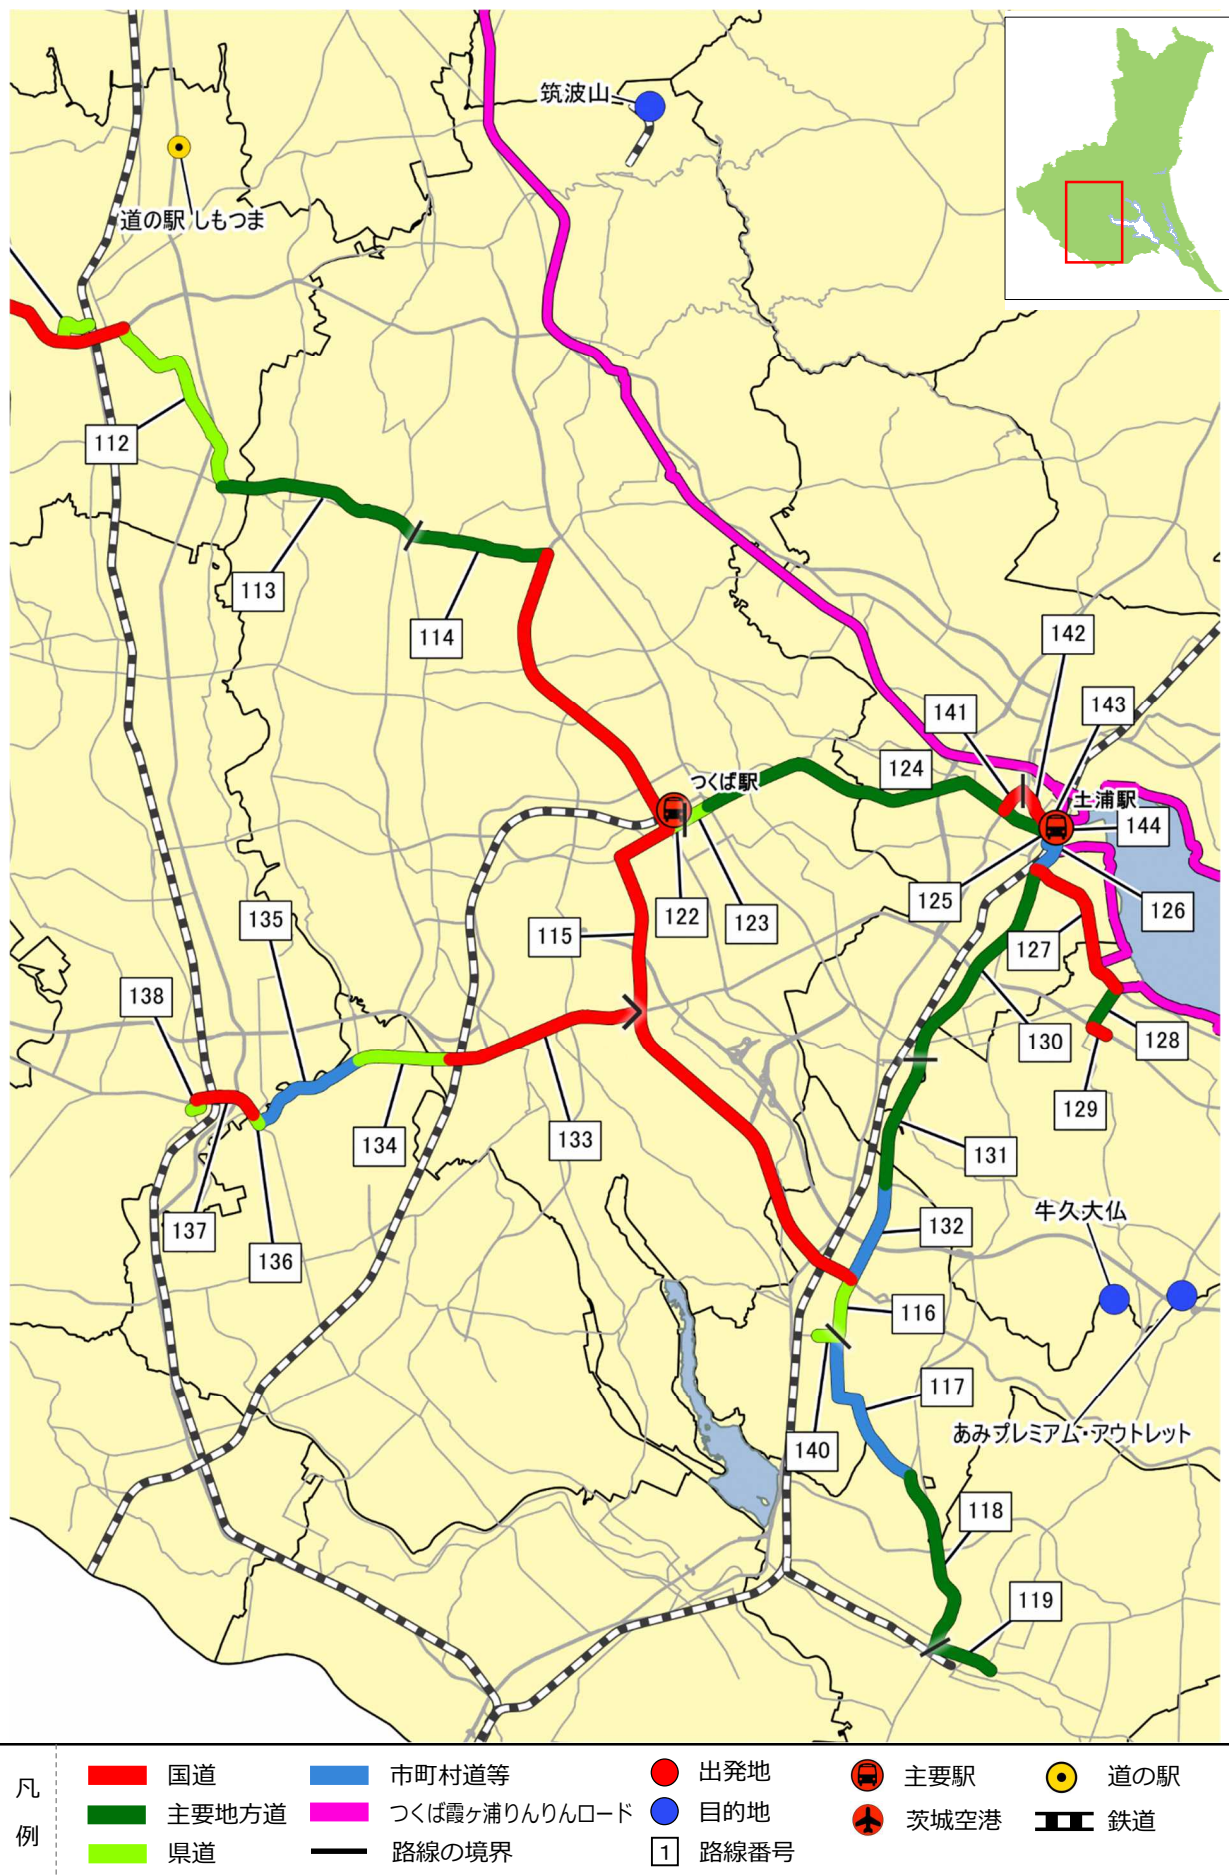 筑波山
道の駅 しもつま
112
113
114
142
141
143
124
つくば駅
土浦駅
144
125
126
135
115
122
123
127
138
130
128
129
134
133
131
137
136
132
牛久大仏
116
117
あみプレミアム・アウトレット
140
118
119
凡例
国道
市町村道等
出発地
主要駅
道の駅
主要地方道
つくば霞ヶ浦りんりんロード
目的地
茨城空港
鉄道
県道
路線の境界
1
路線番号